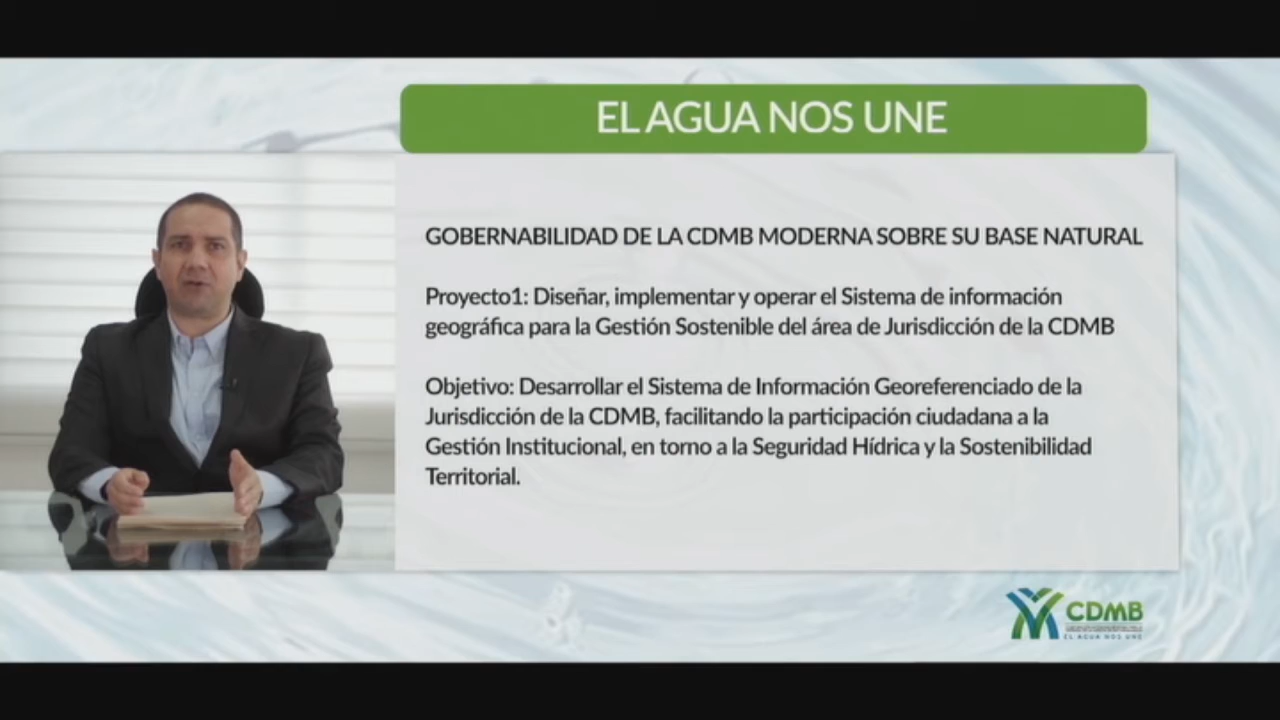 EL AGUA NOS UNE
GOBERNABILIDAD DE LA CDMB MODERNA SOBRE SU BASE NATURAL
Proyecto1: Diseñar, implementar y operar el Sistema de información
geográfica para la Gestión Sostenible del área de Jurisdicción de la CDMB
Objetivo: Desarrollar el Sistema de Información Georeferenciado de la
Jurisdicción de la CDMB, facilitando la participación ciudadana a la
Gestión Institucional, en torno a la Seguridad Hídrica y la Sostenibilidad
Territorial.
CDMB
EL AGUA NOS UNE